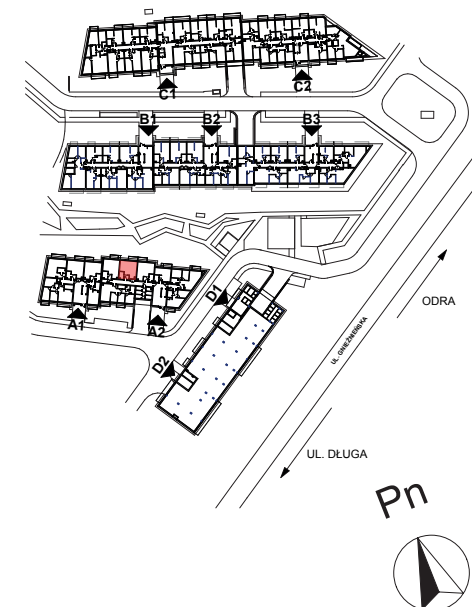 C1
C2
B1
B2
B3
D1
A1
A2
D2
ODRA
UL. GNIEŹNIEŃSKA
UL. DŁUGA
Pn